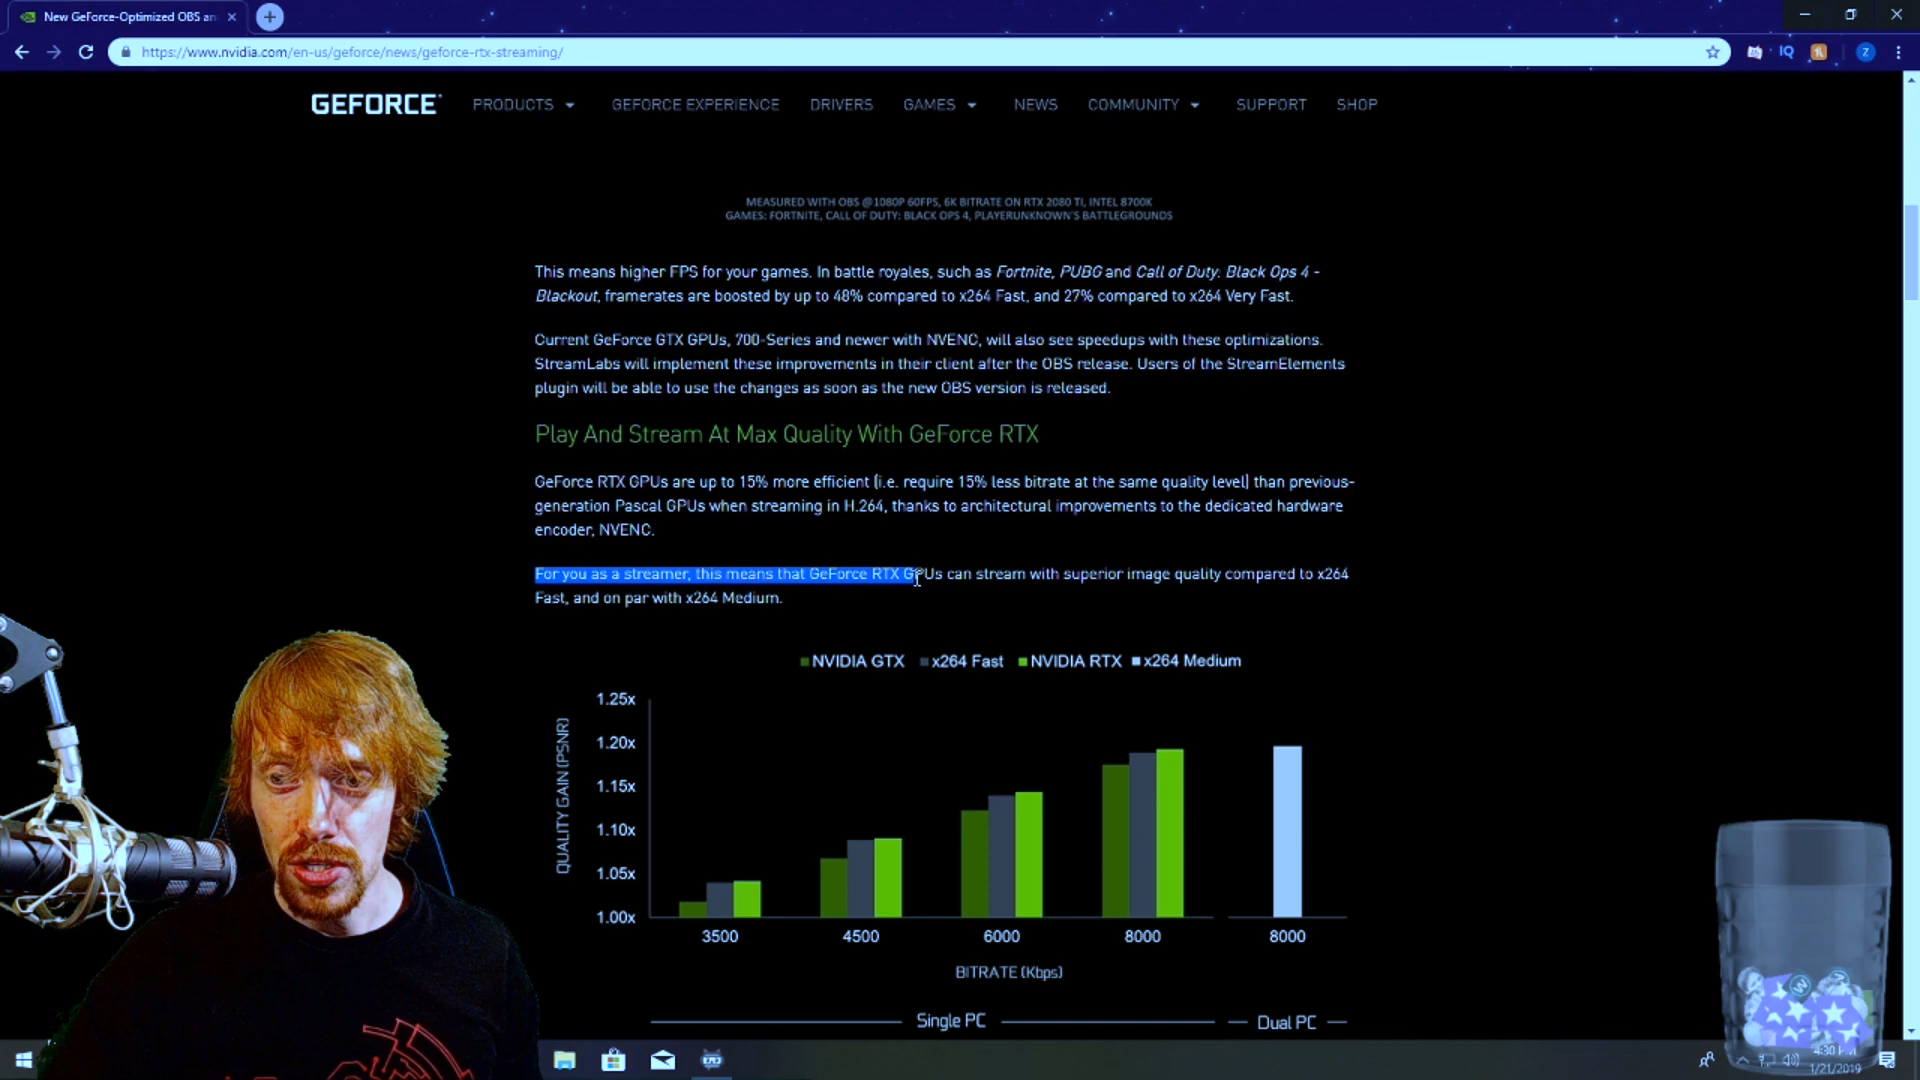 New GeForce-Optimized OBS an
https://www.nvidia.com/en-us/geforce/news/geforce-rtx-streaming/
IQ
Z
GEFORCE PRODUCTS GEFORCE EXPERIENCE DRIVERS GAMES NEWS COMMUNITY SUPPORT SHOP
MEASURED WITH OBS @1080P 60FPS, 6K BITRATE ON RTX 2080 TI, INTEL 8700K
GAMES: FORTNITE, CALL OF DUTY: BLACK OPS 4, PLAYERUNKNOWN'S BATTLEGROUNDS
This means higher FPS for your games. In battle royales, such as Fortnite, PUBG and Call of Duty: Black Ops 4 -
Blackout, framerates are boosted by up to 48% compared to x264 Fast, and 27% compared to x264 Very Fast.
Current GeForce GTX GPUs, 700-Series and newer with NVENC, will also see speedups with these optimizations.
StreamLabs will implement these improvements in their client after the OBS release. Users of the StreamElements
plugin will be able to use the changes as soon as the new OBS version is released.
Play And Stream At Max Quality With GeForce RTX
GeForce RTX GPUs are up to 15% more efficient (i.e. require 15% less bitrate at the same quality level) than previous-
generation Pascal GPUs when streaming in H.264, thanks to architectural improvements to the dedicated hardware
encoder, NVENC.
For you as a streamer, this means that GeForce RTX GPUs can stream with superior image quality compared to x264
Fast, and on par with x264 Medium.
NVIDIA GTX x264 Fast NVIDIA RTX x264 Medium
QUALITY GAIN (PSNR)
1.25x
1.20x
1.15x
1.10x
1.05x
1.00x
3500 4500 6000 8000 8000
BITRATE (Kbps)
Single PC Dual PC
W
4:30 PM
1/21/2019